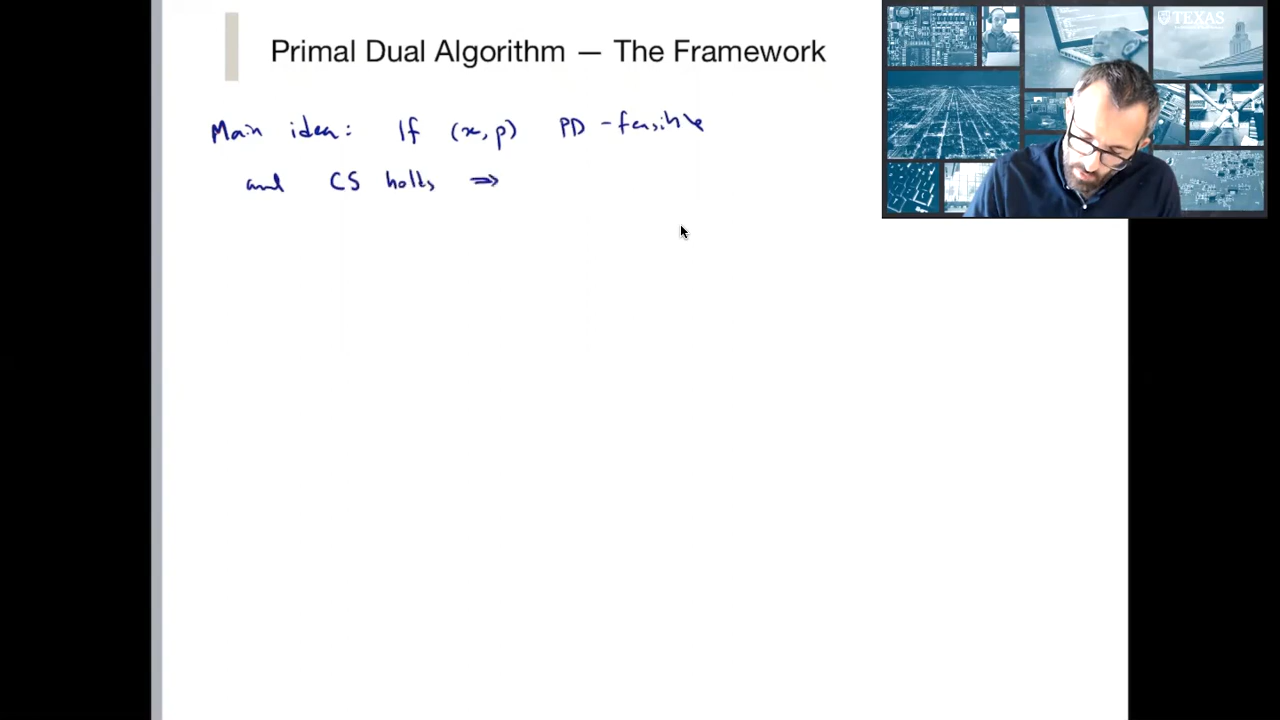 Primal Dual Algorithm — The Framework
Main idea: If (x, p) PD-feasible
and CS holds ⇒
TEXAS